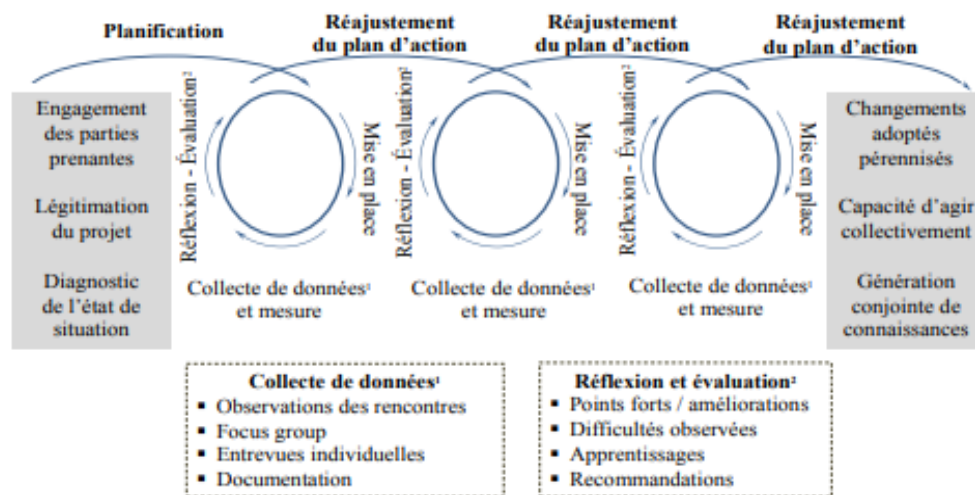 Planification
Réajustement
du plan d'action
Réajustement
du plan d'action
Réajustement
du plan d'action
Engagement
des parties
prenantes
Légitimation
du projet
Diagnostic
de l'état de
situation
Réflexion - Évaluation²
Mise en place
Collecte de données¹
et mesure
Réflexion - Évaluation²
Mise en place
Collecte de données¹
et mesure
Réflexion - Évaluation²
Mise en place
Collecte de données¹
et mesure
Changements
adoptés
pérennisés
Capacité d'agir
collectivement
Génération
conjointe de
connaissances
Collecte de données¹
▪ Observations des rencontres
▪ Focus group
▪ Entrevues individuelles
▪ Documentation
Réflexion et évaluation²
▪ Points forts / améliorations
▪ Difficultés observées
▪ Apprentissages
▪ Recommandations